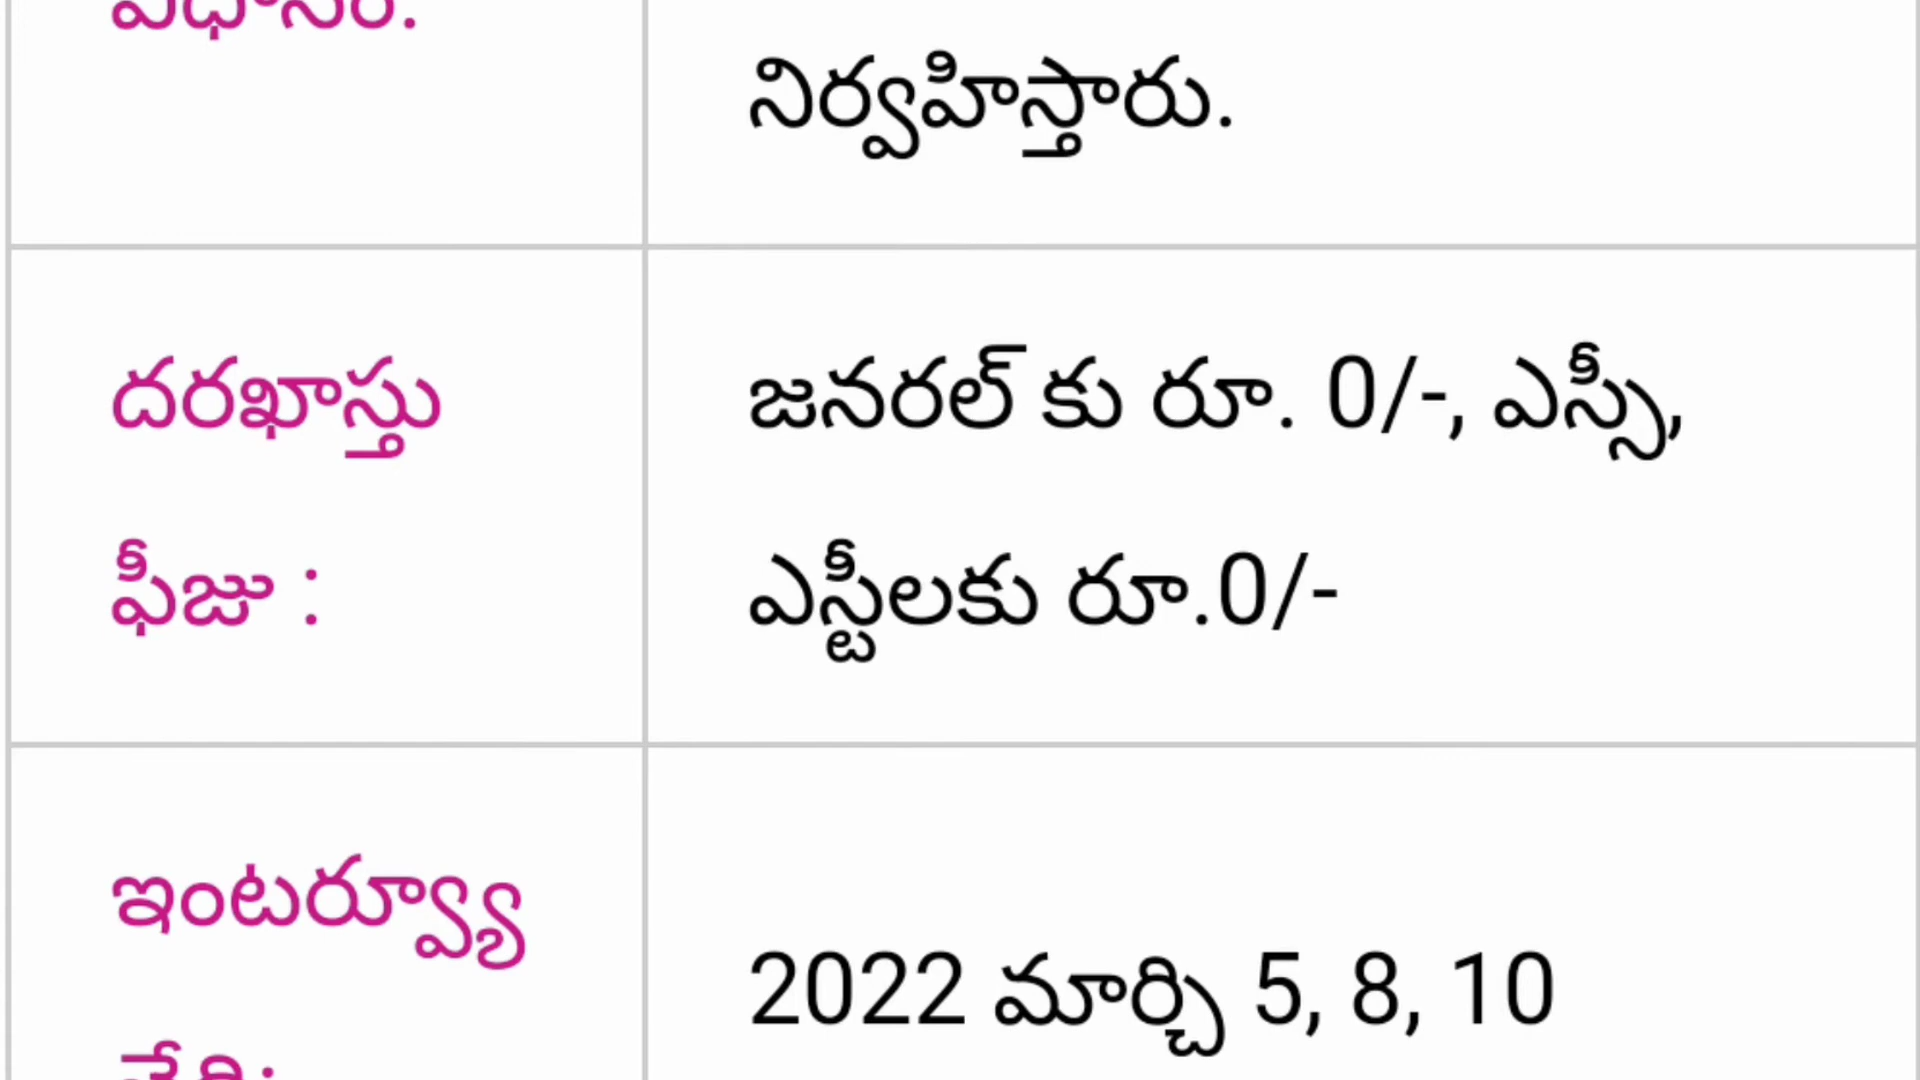 విధానం:
నిర్వహిస్తారు.
దరఖాస్తు
ఫీజు :
జనరల్ కు రూ. 0/-, ఎస్సీ,
ఎస్టీలకు రూ.0/-
ఇంటర్వ్యూ
తేది:
2022 మార్చి 5, 8, 10